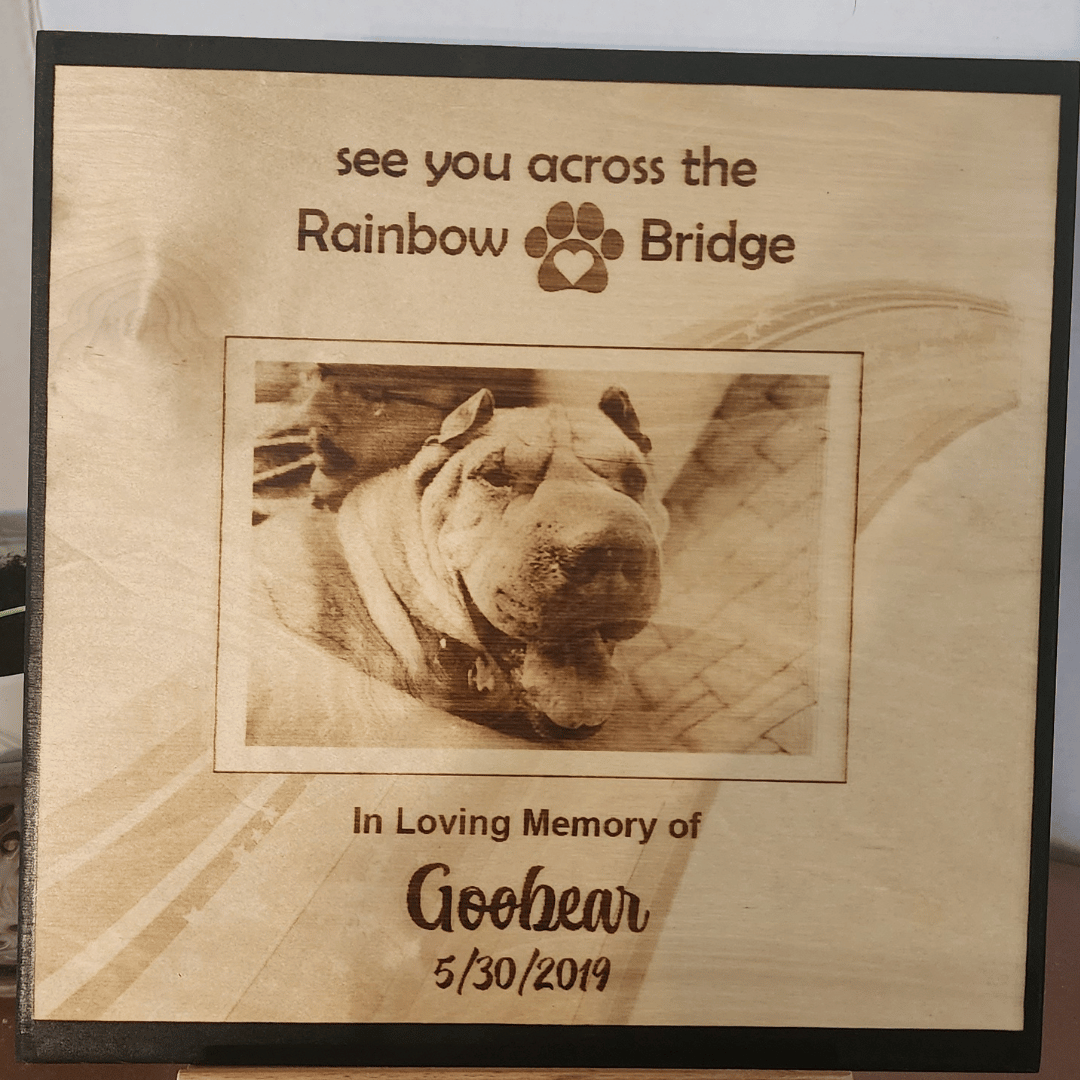 see you across the
Rainbow Bridge
In Loving Memory of
Goobear
5/30/2019